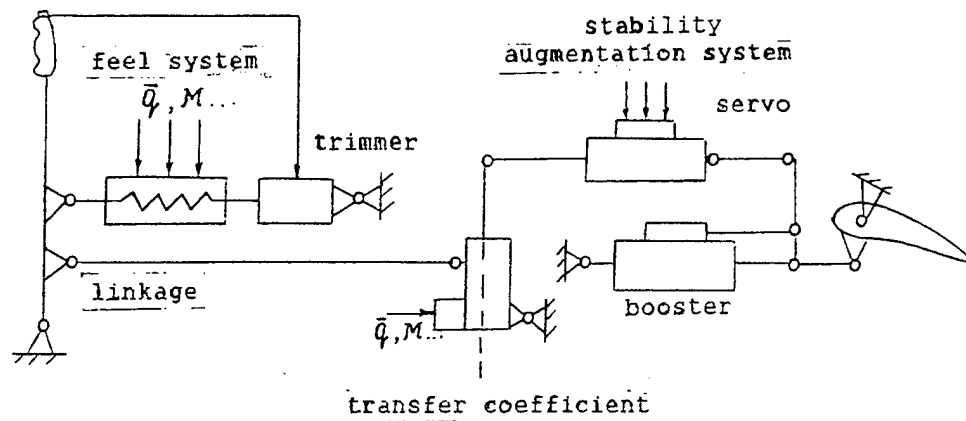 stability
augmentation system
feel system
q̄, M...
servo
trimmer
linkage
booster
q̄, M...
transfer coefficient